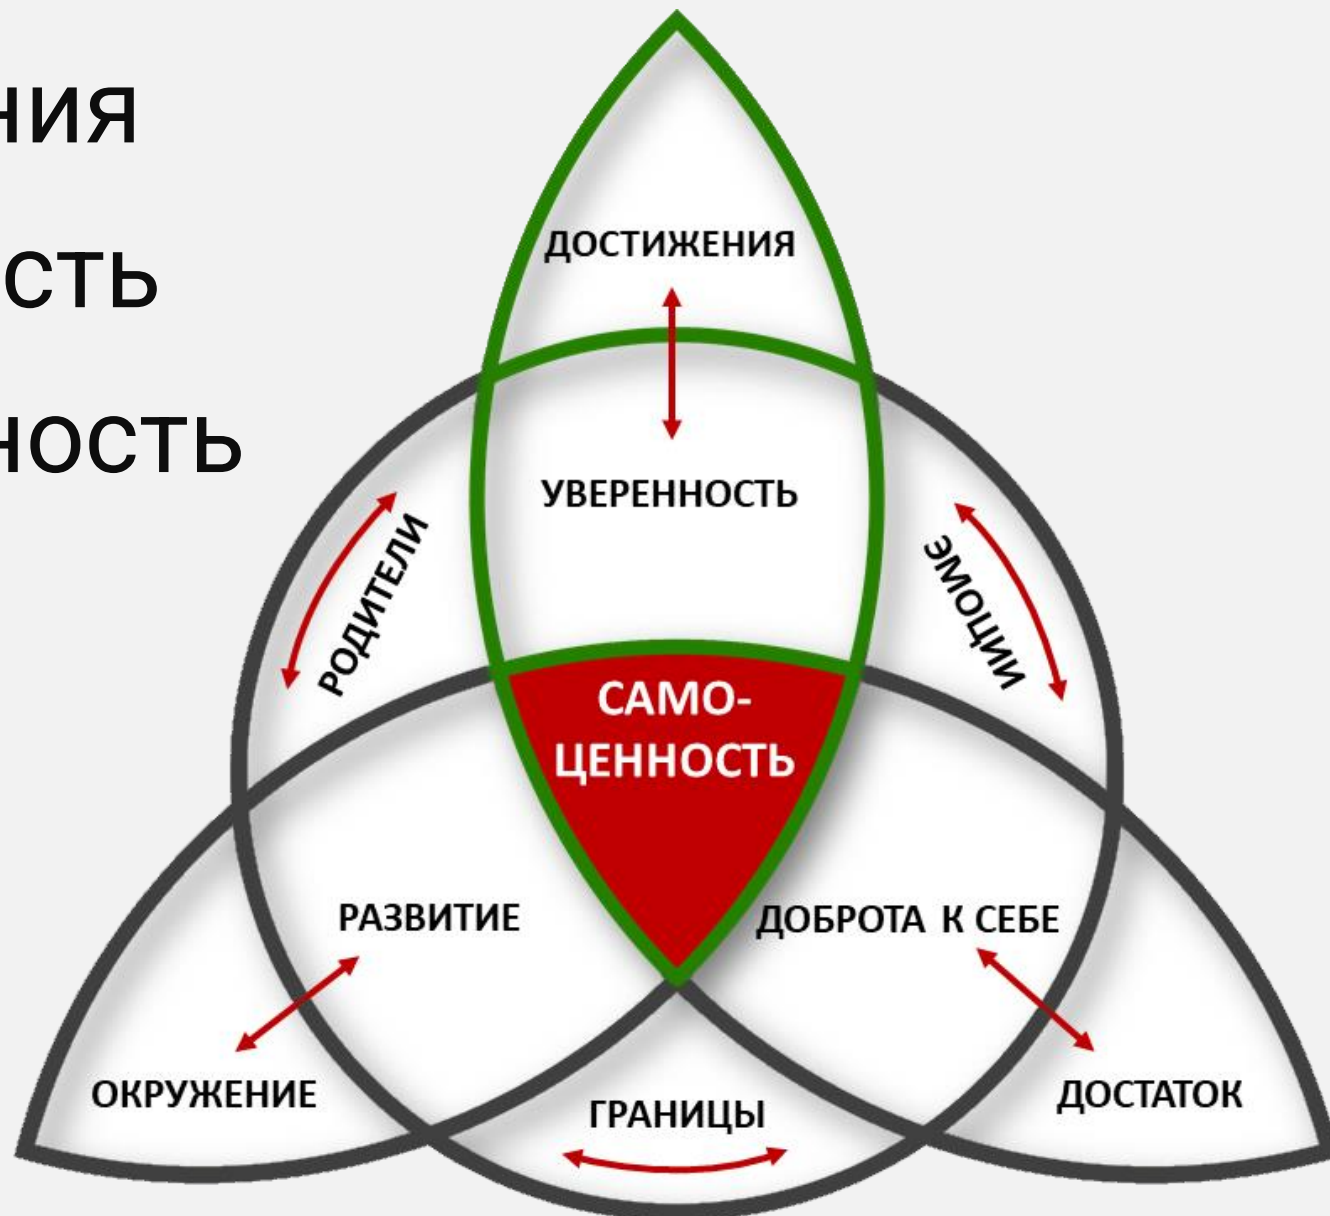 ния
сть
ность
ДОСТИЖЕНИЯ
УВЕРЕННОСТЬ
РОДИТЕЛИ
ЭМОЦИИ
САМО-
ЦЕННОСТЬ
РАЗВИТИЕ
ДОБРОТА К СЕБЕ
ОКРУЖЕНИЕ
ГРАНИЦЫ
ДОСТАТОК